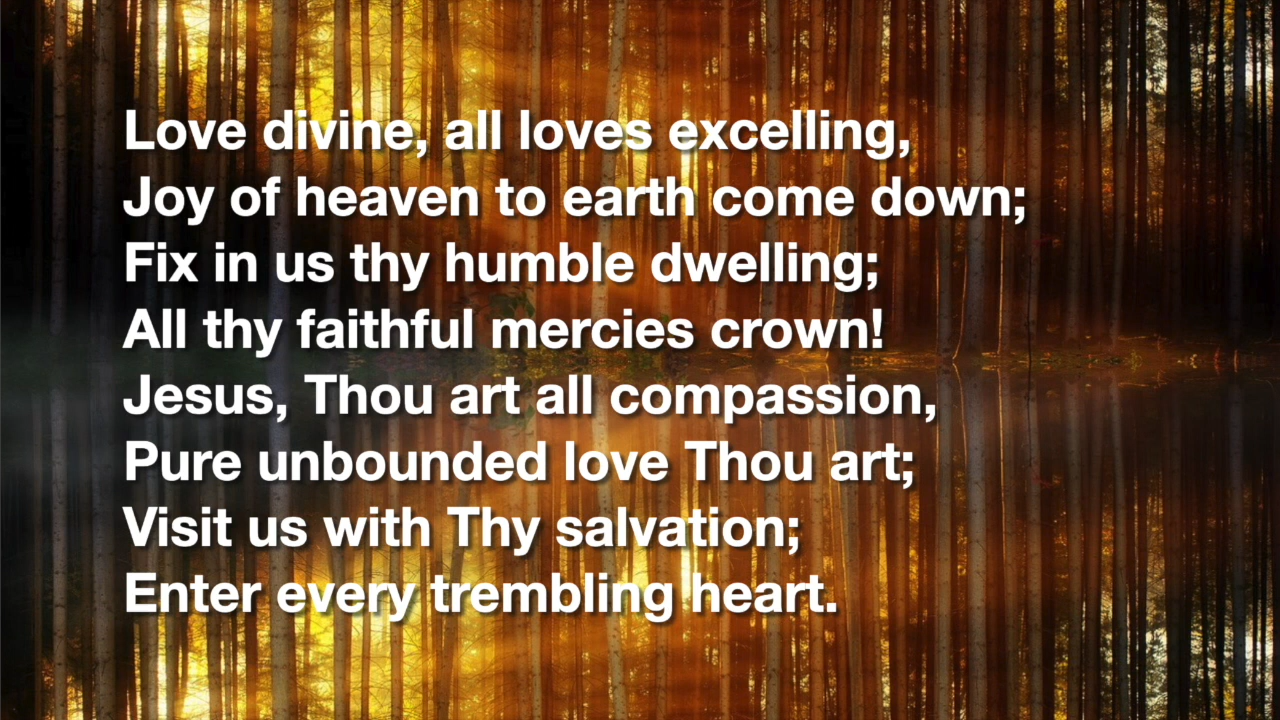 Love divine, all loves excelling,
Joy of heaven to earth come down;
Fix in us thy humble dwelling;
All thy faithful mercies crown!
Jesus, Thou art all compassion,
Pure unbounded love Thou art;
Visit us with Thy salvation;
Enter every trembling heart.